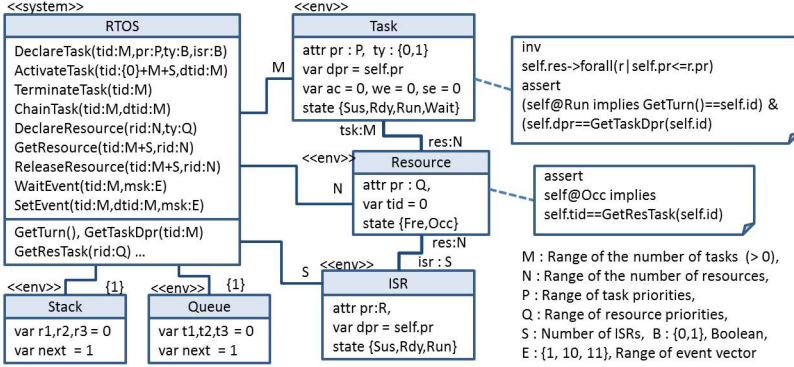 <<system>>
RTOS
DeclareTask(tid:M,pr:P,ty:B,isr:B)
ActivateTask(tid:{0}+M+S,dtid:M)
TerminateTask(tid:M)
ChainTask(tid:M,dtid:M)
DeclareResource(rid:N,ty:Q)
GetResource(tid:M+S,rid:N)
ReleaseResource(tid:M+S,rid:N)
WaitEvent(tid:M,msk:E)
SetEvent(tid:M,dtid:M,msk:E)
GetTurn(), GetTaskDpr(tid:M)
GetResTask(rid:Q) ...
M
N
S
<<env>>
Task
attr pr : P, ty : {0,1}
var dpr = self.pr
var ac = 0, we = 0, se = 0
state {Sus,Rdy,Run,Wait}
tsk:M
res:N
inv
self.res->forall(r|self.pr<=r.pr)
assert
(self@Run implies GetTurn()==self.id) &
(self.dpr==GetTaskDpr(self.id)
<<env>>
Resource
attr pr : Q,
var tid = 0
state {Fre,Occ}
res:N
isr : S
assert
self@Occ implies
self.tid==GetResTask(self.id)
<<env>>
ISR
attr pr:R,
var dpr = self.pr
state {Sus,Rdy,Run}
<<env>>
{1}
Stack
var r1,r2,r3 = 0
var next = 1
<<env>>
{1}
Queue
var t1,t2,t3 = 0
var next = 1
M : Range of the number of tasks (> 0),
N : Range of the number of resources,
P : Range of task priorities,
Q : Range of resource priorities,
S : Number of ISRs, B : {0,1}, Boolean,
E : {1, 10, 11}, Range of event vector